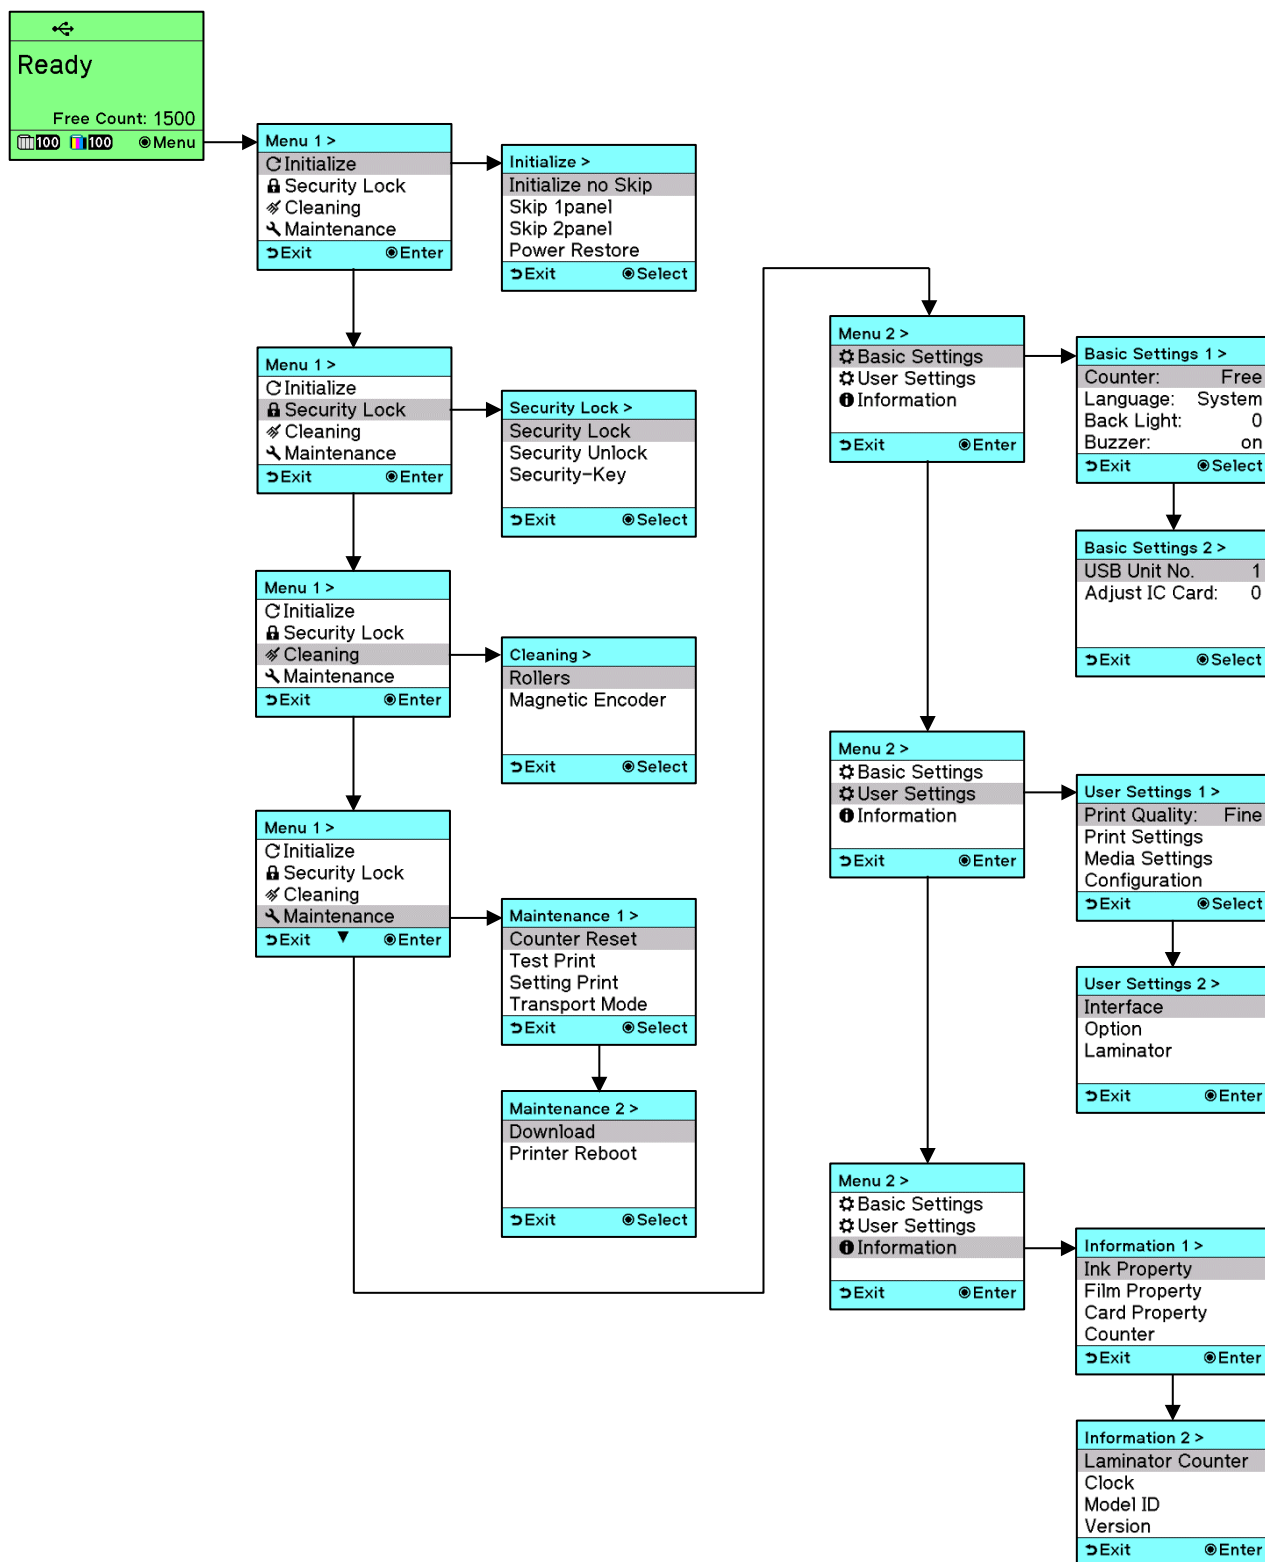 Ready
Free Count: 1500
100 100 Menu
Menu 1 >
Initialize
Security Lock
Cleaning
Maintenance
Exit Enter
Initialize >
Initialize no Skip
Skip 1panel
Skip 2panel
Power Restore
Exit Select
Menu 1 >
Initialize
Security Lock
Cleaning
Maintenance
Exit Enter
Security Lock >
Security Lock
Security Unlock
Security-Key
Exit Select
Menu 1 >
Initialize
Security Lock
Cleaning
Maintenance
Exit Enter
Cleaning >
Rollers
Magnetic Encoder
Exit Select
Menu 1 >
Initialize
Security Lock
Cleaning
Maintenance
Exit ▼ Enter
Maintenance 1 >
Counter Reset
Test Print
Setting Print
Transport Mode
Exit Select
Maintenance 2 >
Download
Printer Reboot
Exit Select
Menu 2 >
Basic Settings
User Settings
Information
Exit Enter
Basic Settings 1 >
Counter: Free
Language: System
Back Light: 0
Buzzer: on
Exit Select
Basic Settings 2 >
USB Unit No. 1
Adjust IC Card: 0
Exit Select
Menu 2 >
Basic Settings
User Settings
Information
Exit Enter
User Settings 1 >
Print Quality: Fine
Print Settings
Media Settings
Configuration
Exit Select
User Settings 2 >
Interface
Option
Laminator
Exit Enter
Menu 2 >
Basic Settings
User Settings
Information
Exit Enter
Information 1 >
Ink Property
Film Property
Card Property
Counter
Exit Enter
Information 2 >
Laminator Counter
Clock
Model ID
Version
Exit Enter